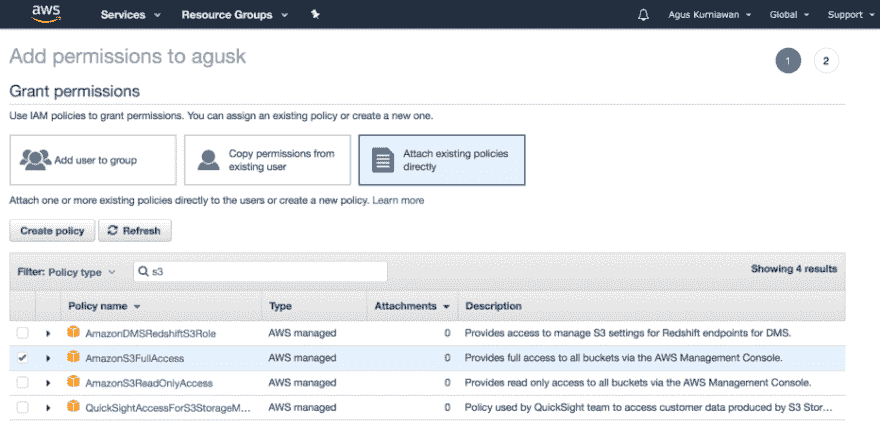 aws Services Resource Groups Agus Kurniawan Global Support
Add permissions to agusk
1 2
Grant permissions
Use IAM policies to grant permissions. You can assign an existing policy or create a new one.
Add user to group
Copy permissions from existing user
Attach existing policies directly
Attach one or more existing policies directly to the users or create a new policy. Learn more
Create policy Refresh
Filter: Policy type s3 Showing 4 results
Policy name Type Attachments Description
AmazonDMSRedshiftS3Role AWS managed 0 Provides access to manage S3 settings for Redshift endpoints for DMS.
AmazonS3FullAccess AWS managed 0 Provides full access to all buckets via the AWS Management Console.
AmazonS3ReadOnlyAccess AWS managed 0 Provides read only access to all buckets via the AWS Management Console.
QuickSightAccessForS3StorageM... AWS managed 0 Policy used by QuickSight team to access customer data produced by S3 Stor...